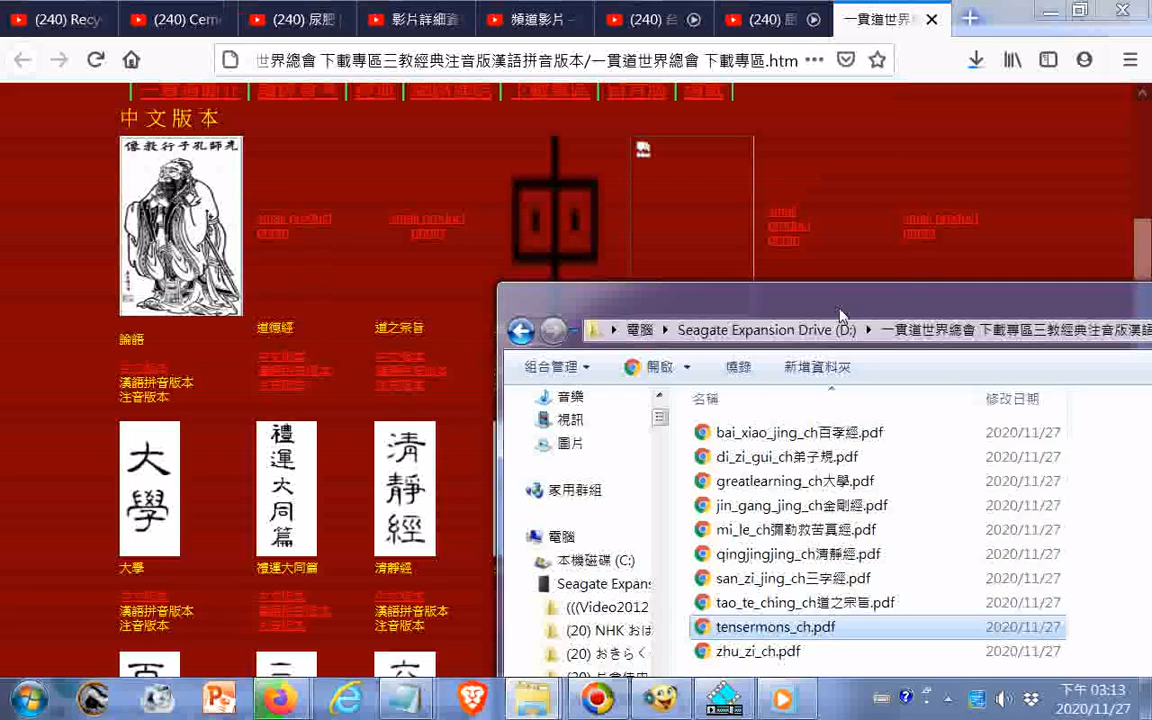 (240) Recy
(240) Cem
(240) 尿肥
影片詳細資
頻道影片 -
(240) 台
(240) 厨
一貫道世界
世界總會 下載專區三教經典注音版漢語拼音版本/一貫道世界總會 下載專區.htm
中文版本
先師孔子行教像
論語
漢語拼音版本
注音版本
道德經
道之宗旨
small product
大學
禮運大同篇
清靜經
大學
漢語拼音版本
注音版本
禮運大同篇
清靜經
漢語拼音版本
注音版本
電腦
Seagate Expansion Drive (D:)
一貫道世界總會 下載專區三教經典注音版漢語
組合管理
開啟
燒錄
新增資料夾
音樂
視訊
圖片
家用群組
電腦
本機磁碟 (C:)
Seagate Expans
(((Video2012
(20) NHK おば
(20) おきらく
名稱
修改日期
bai_xiao_jing_ch百孝經.pdf 2020/11/27
di_zi_gui_ch弟子規.pdf 2020/11/27
greatlearning_ch大學.pdf 2020/11/27
jin_gang_jing_ch金剛經.pdf 2020/11/27
mi_le_ch彌勒救苦真經.pdf 2020/11/27
qingjingjing_ch清靜經.pdf 2020/11/27
san_zi_jing_ch三字經.pdf 2020/11/27
tao_te_ching_ch道之宗旨.pdf 2020/11/27
tensermons_ch.pdf 2020/11/27
zhu_zi_ch.pdf 2020/11/27
下午 03:13
2020/11/27